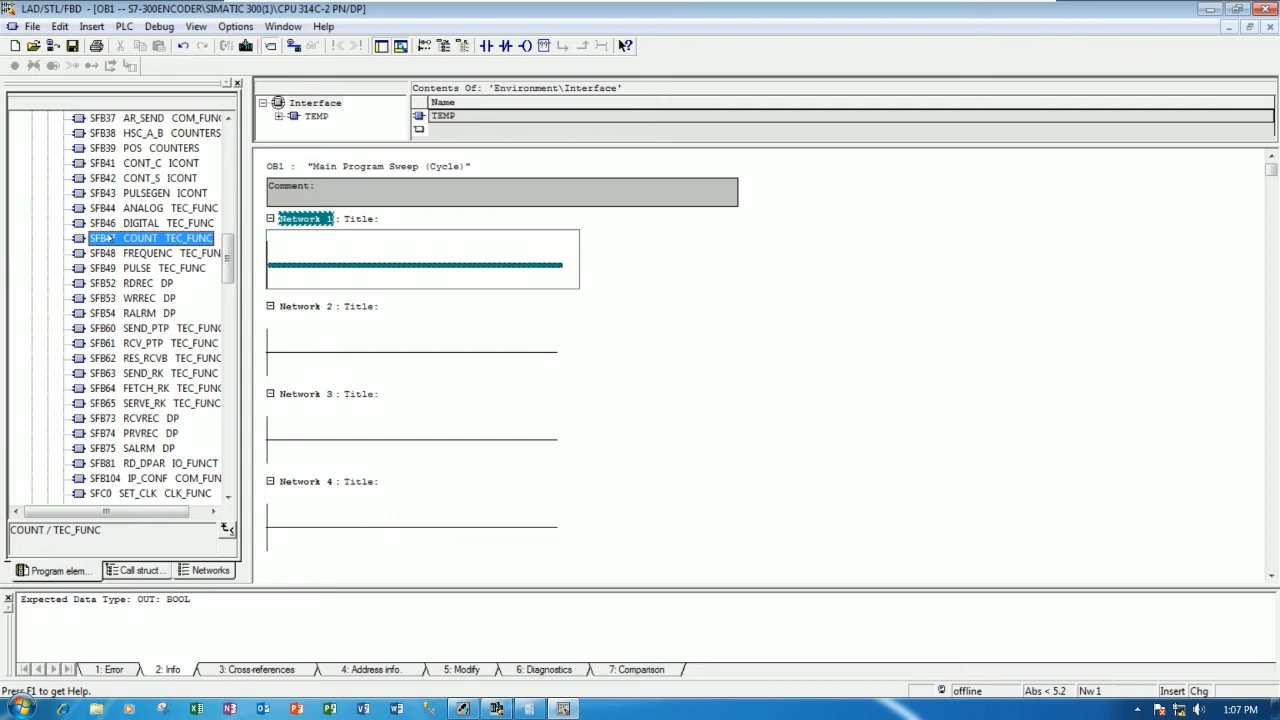 LAD/STL/FBD - [OB1 -- S7-300ENCODER\SIMATIC 300(1)\CPU 314C-2 PN/DP]
File Edit Insert PLC Debug View Options Window Help
SFB37 AR_SEND COM_FUNC
SFB38 HSC_A_B COUNTERS
SFB39 POS COUNTERS
SFB41 CONT_C ICONT
SFB42 CONT_S ICONT
SFB43 PULSEGEN ICONT
SFB44 ANALOG TEC_FUNC
SFB46 DIGITAL TEC_FUNC
SFB47 COUNT TEC_FUNC
SFB48 FREQUENC TEC_FUN
SFB49 PULSE TEC_FUNC
SFB52 RDREC DP
SFB53 WRREC DP
SFB54 RALRM DP
SFB60 SEND_PTP TEC_FUNC
SFB61 RCV_PTP TEC_FUNC
SFB62 RES_RCVB TEC_FUNC
SFB63 SEND_RK TEC_FUNC
SFB64 FETCH_RK TEC_FUNC
SFB65 SERVE_RK TEC_FUNC
SFB73 RCVREC DP
SFB74 PRVREC DP
SFB75 SALRM DP
SFB81 RD_DPAR IO_FUNCT
SFB104 IP_CONF COM_FUN
SFC0 SET_CLK CLK_FUNC
COUNT / TEC_FUNC
Program elem...
Call struct...
Networks
Interface
TEMP
Contents Of: 'Environment\Interface'
Name
TEMP
OB1 : "Main Program Sweep (Cycle)"
Comment:
Network 1 : Title:
Network 2 : Title:
Network 3 : Title:
Network 4 : Title:
Expected Data Type: OUT: BOOL
1: Error 2: Info 3: Cross-references 4: Address info. 5: Modify 6: Diagnostics 7: Comparison
Press F1 to get Help.
offline Abs < 5.2 Nw 1 Insert Chg
1:07 PM